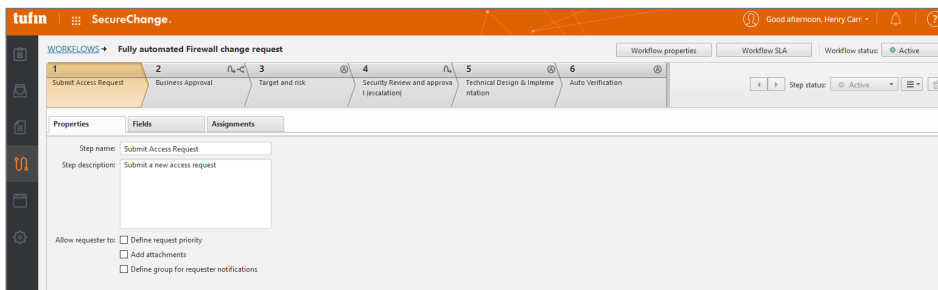 tufin SecureChange. Good afternoon, Henry Carr
WORKFLOWS Fully automated Firewall change request Workflow properties Workflow SLA Workflow status: Active
1 2 3 4 5 6
Submit Access Request Business Approval Target and risk Security Review and approva Technical Design & Impleme Auto Verification Step status: Active
l (escalation) ntation
Properties Fields Assignments
Step name: Submit Access Request
Step description: Submit a new access request
Allow requester to: Define request priority
Add attachments
Define group for requester notifications